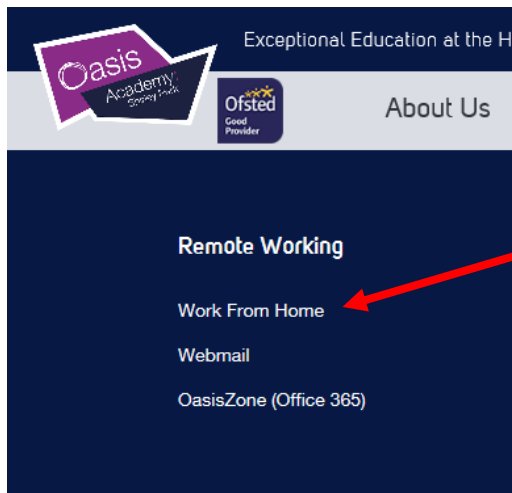 Exceptional Education at the H
Oasis
Academy:
Ofsted
Good
Provider
About Us
Remote Working
Work From Home
Webmail
OasisZone (Office 365)